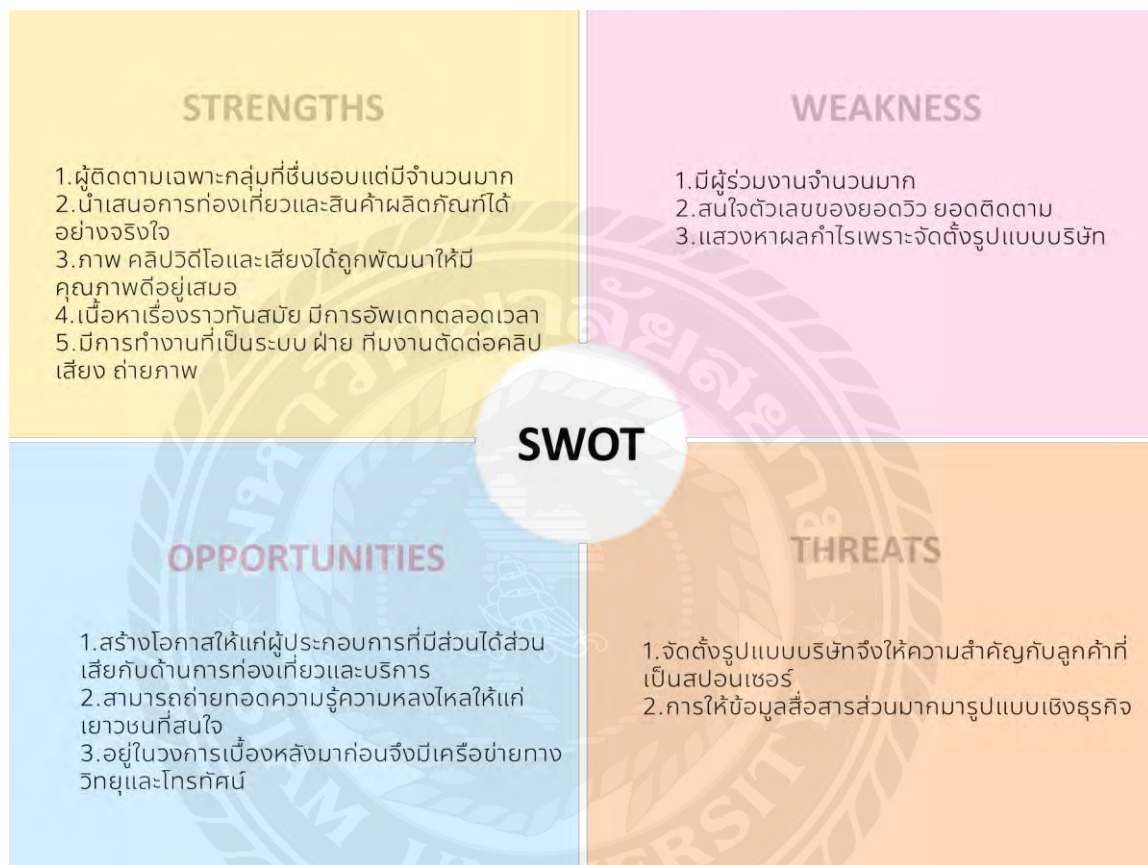 STRENGTHS
1.ผู้ติดตามเฉพาะกลุ่มที่ชื่นชอบแต่มีจำนวนมาก
2.นำเสนอการท่องเที่ยวและสินค้าผลิตภัณฑ์ได้
อย่างจริงใจ
3.ภาพ คลิปวิดีโอและเสียงได้ถูกพัฒนาให้มี
คุณภาพดีอยู่เสมอ
4.เนื้อหาเรื่องราวทันสมัย มีการอัพเดทตลอดเวลา
5.มีการทำงานที่เป็นระบบ ฝ่าย ทีมงานตัดต่อคลิป
เสียง ถ่ายภาพ
WEAKNESS
1.มีผู้ร่วมงานจำนวนมาก
2.สนใจตัวเลขของยอดวิว ยอดติดตาม
3.แสวงหาผลกำไรเพราะจัดตั้งรูปแบบบริษัท
SWOT
OPPORTUNITIES
1.สร้างโอกาสให้แก่ผู้ประกอบการที่มีส่วนได้ส่วน
เสียกับด้านการท่องเที่ยวและบริการ
2.สามารถถ่ายทอดความรู้ความหลงไหลให้แก่
เยาวชนที่สนใจ
3.อยู่ในวงการเบื้องหลังมาก่อนจึงมีเครือข่ายทาง
วิทยุและโทรทัศน์
THREATS
1.จัดตั้งรูปแบบบริษัทจึงให้ความสำคัญกับลูกค้าที่
เป็นสปอนเซอร์
2.การให้ข้อมูลสื่อสารส่วนมากมารูปแบบเชิงธุรกิจ
มหาวิทยาลัยสยาม
SIAM UNIVERSITY